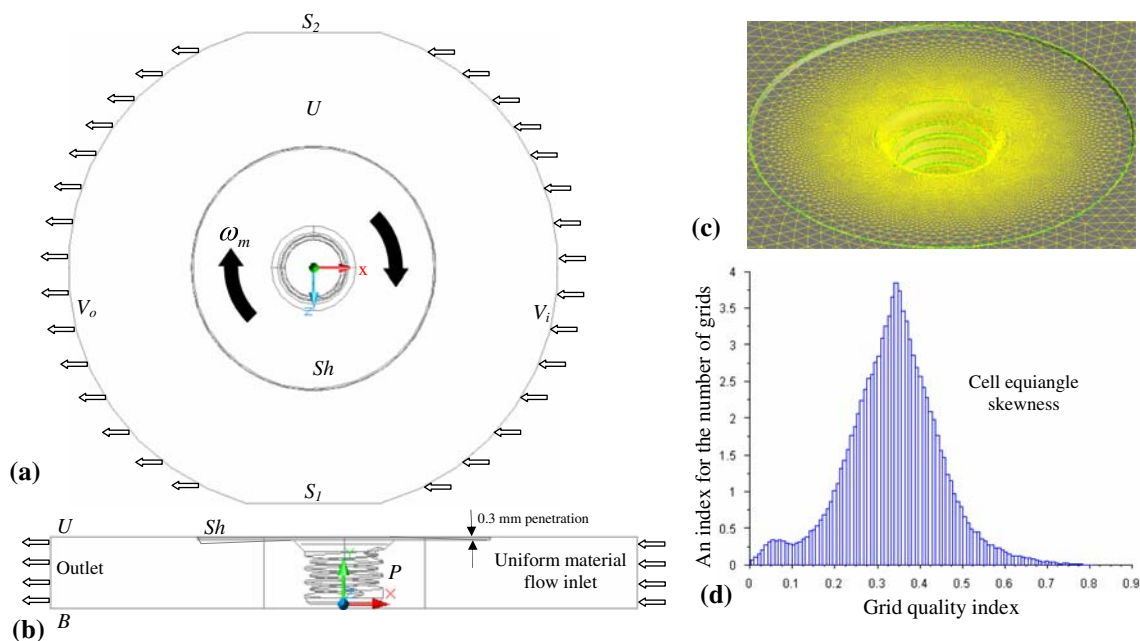 S2
U
ωm
x
z
Vo
Vi
Sh
(a)
S1
(c)
4
3.5
3
2.5
2
1.5
1
0.5
0
An index for the number of grids
Cell equiangle
skewness
0 0.1 0.2 0.3 0.4 0.5 0.6 0.7 0.8 0.9
Grid quality index
(d)
U
Sh
0.3 mm penetration
Outlet
Y
X
P
Uniform material
flow inlet
B
(b)